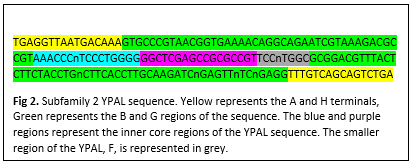 TGAGGTTAATGACAAAGTGCCCGTAACGGTGAAAACAGGCAGAATCGTAAAGACGC
CGTAAACCCnTCCCTGGGGGGCTCGAGCCGCGCCGTTCCnTGGCGCGGACGTTTACT
CTTCTACCTGnCTTCACCTTGCAAGATCnGAGTTnTCnGAGGTTTGTCAGCAGTCTGA
Fig 2. Subfamily 2 YPAL sequence. Yellow represents the A and H terminals,
Green represents the B and G regions of the sequence. The blue and purple
regions represent the inner core regions of the YPAL sequence. The smaller
region of the YPAL, F, is represented in grey.